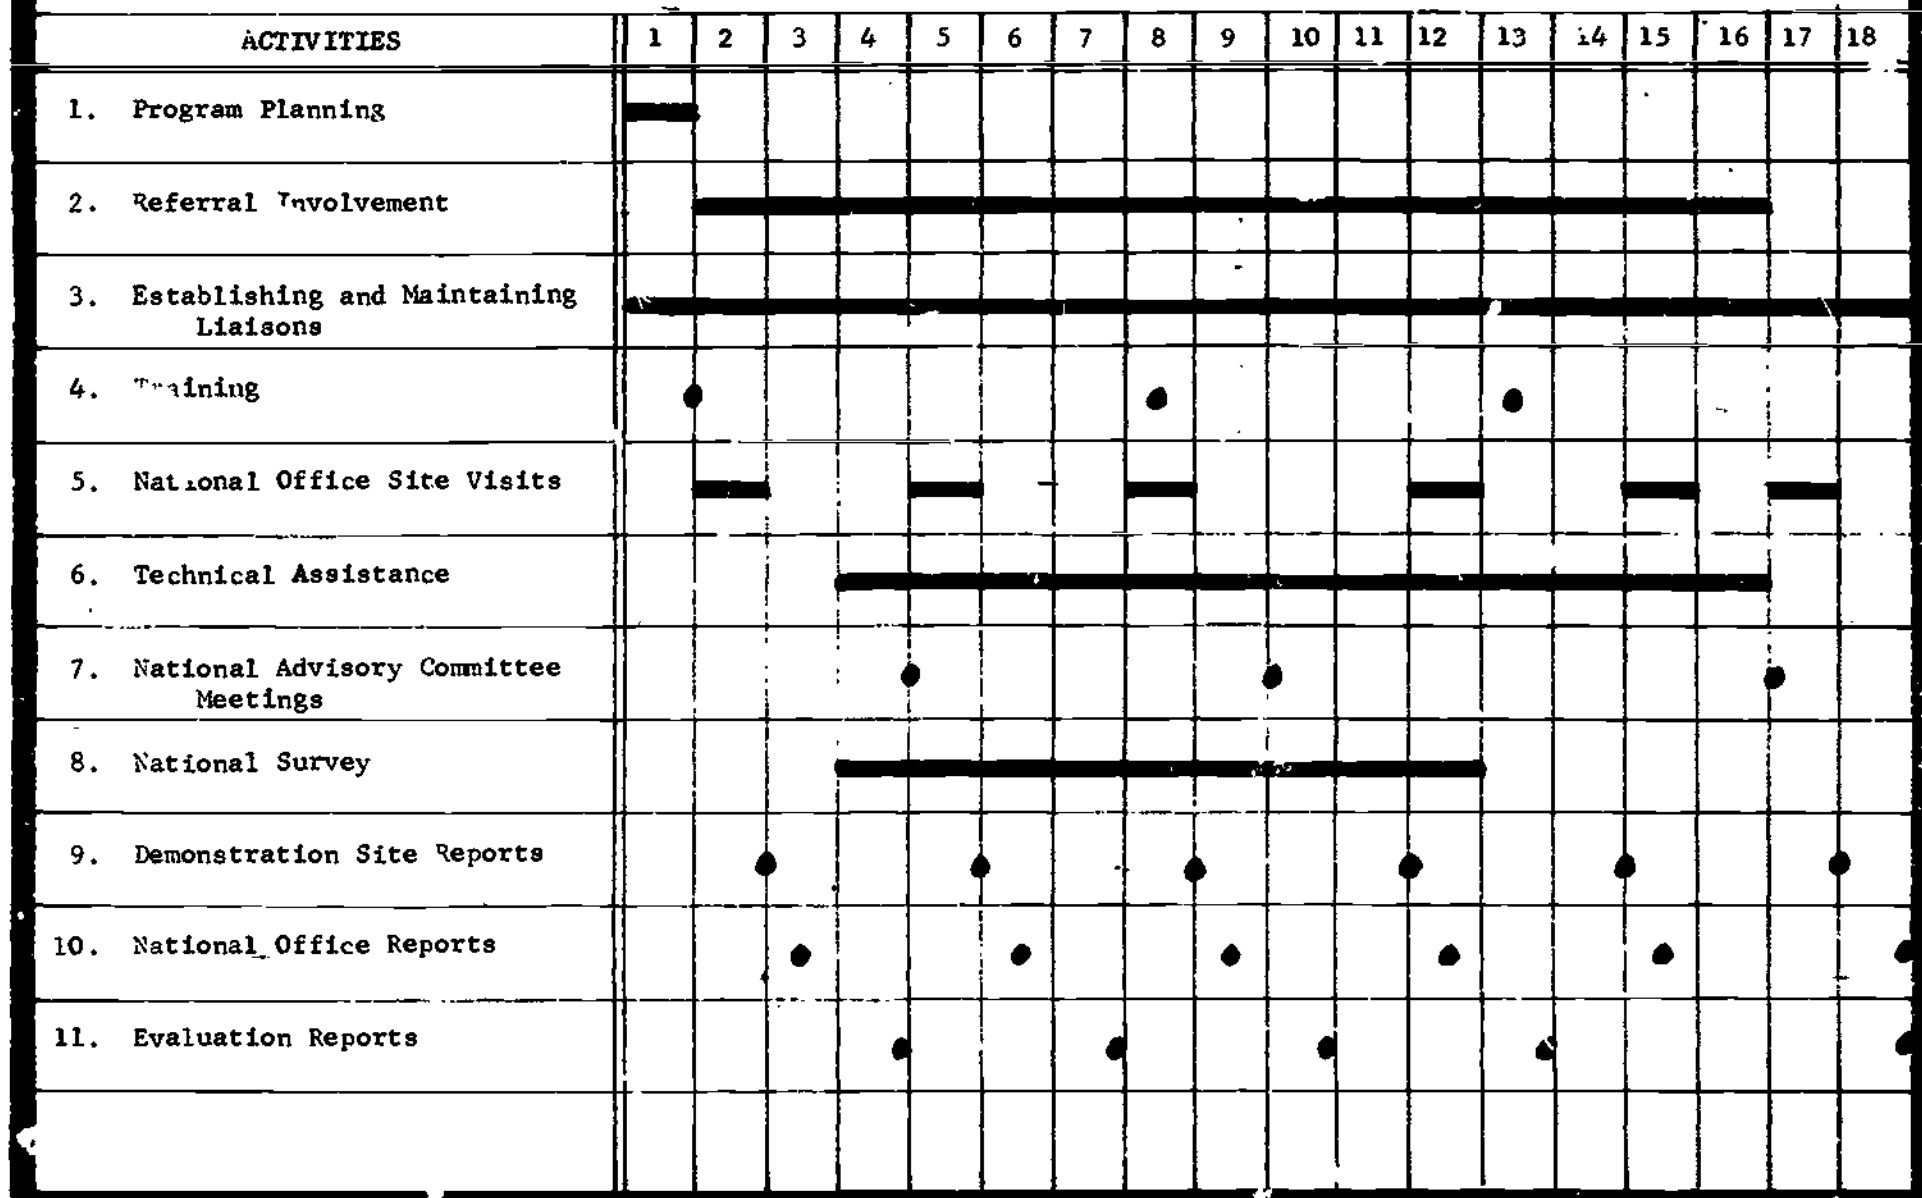 ACTIVITIES 1 2 3 4 5 6 7 8 9 10 11 12 13 14 15 16 17 18
1. Program Planning
2. Referral Involvement
3. Establishing and Maintaining
Liaisons
4. Training
5. National Office Site Visits
6. Technical Assistance
7. National Advisory Committee
Meetings
8. National Survey
9. Demonstration Site Reports
10. National Office Reports
11. Evaluation Reports